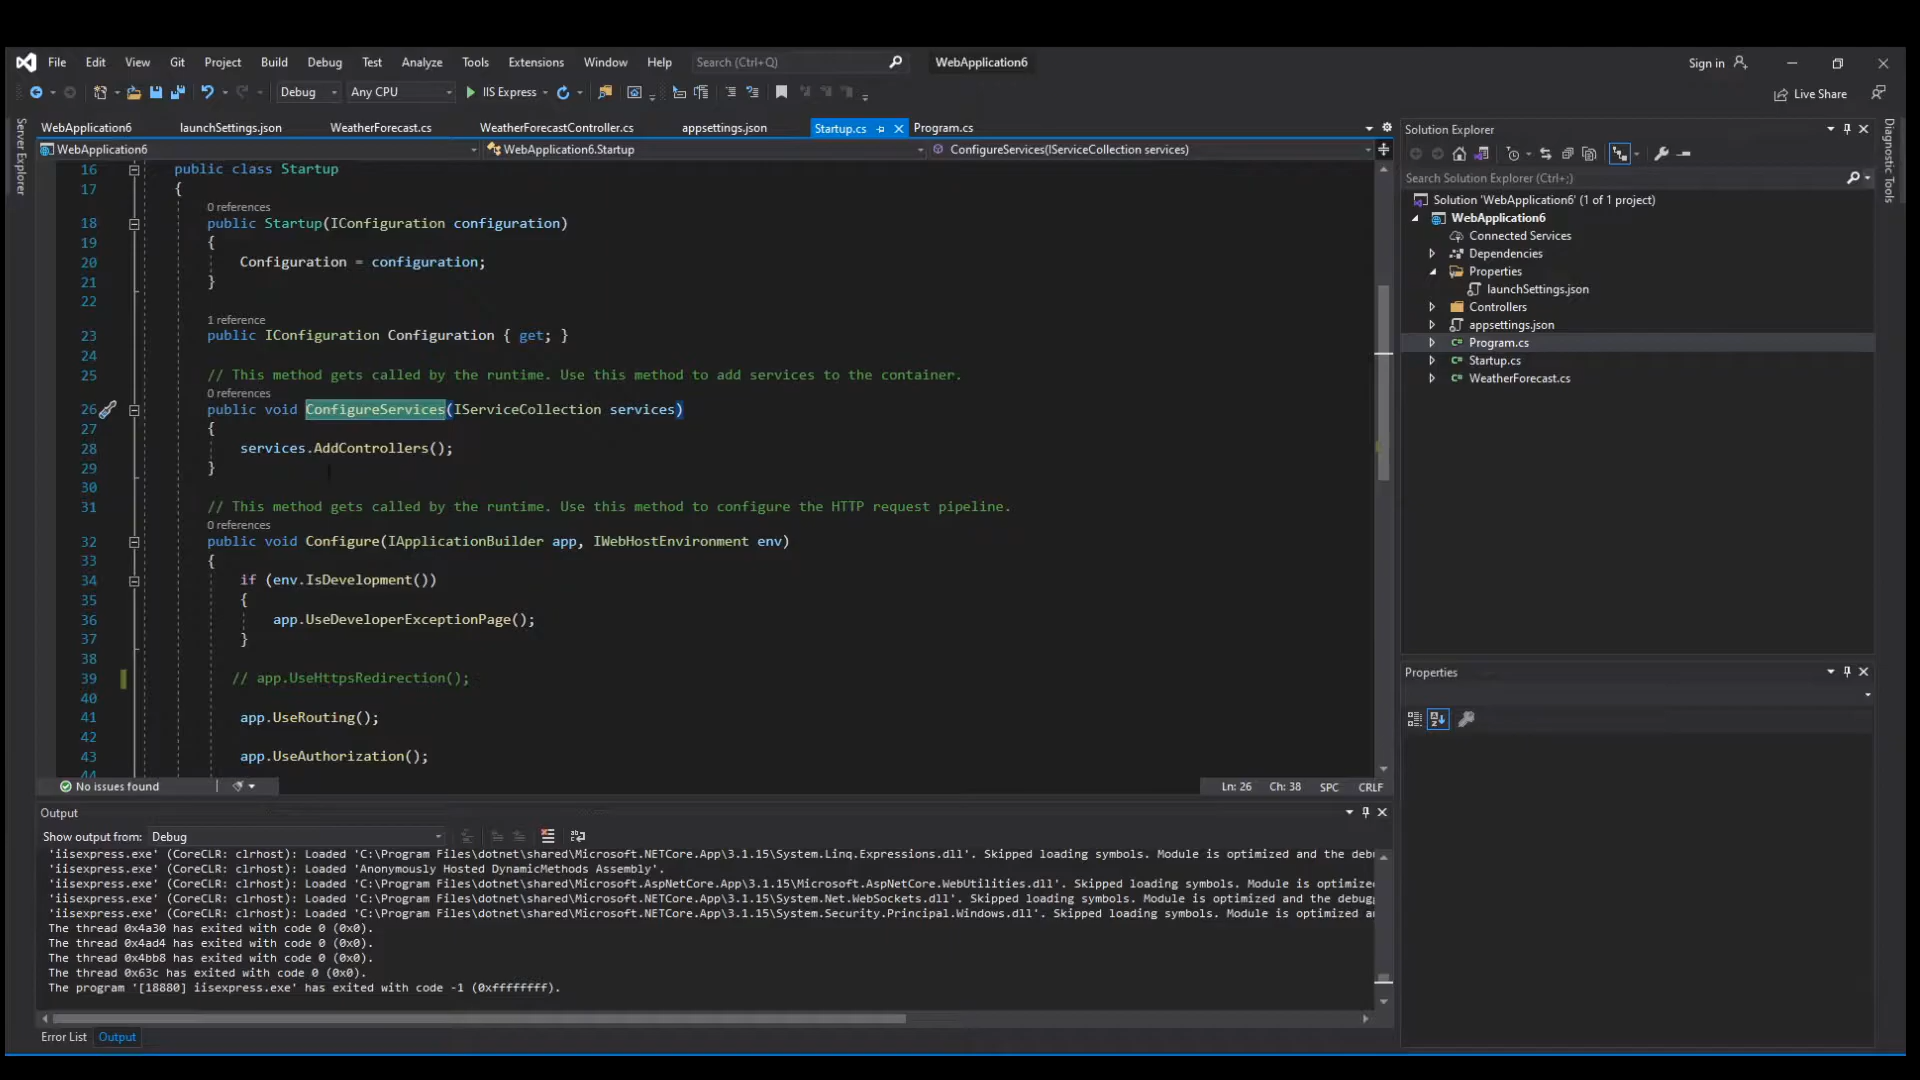 File Edit View Git Project Build Debug Test Analyze Tools Extensions Window Help Search (Ctrl+Q) WebApplication6 Sign in
Debug Any CPU IIS Express Live Share
WebApplication6 launchSettings.json WeatherForecast.cs WeatherForecastController.cs appsettings.json Startup.cs Program.cs
WebApplication6 WebApplication6.Startup ConfigureServices(IServiceCollection services)
Server Explorer
16 public class Startup
17 {
0 references
18 public Startup(IConfiguration configuration)
19 {
20 Configuration = configuration;
21 }
22
1 reference
23 public IConfiguration Configuration { get; }
24
25 // This method gets called by the runtime. Use this method to add services to the container.
0 references
26 public void ConfigureServices(IServiceCollection services)
27 {
28 services.AddControllers();
29 }
30
31 // This method gets called by the runtime. Use this method to configure the HTTP request pipeline.
0 references
32 public void Configure(IApplicationBuilder app, IWebHostEnvironment env)
33 {
34 if (env.IsDevelopment())
35 {
36 app.UseDeveloperExceptionPage();
37 }
38
39 // app.UseHttpsRedirection();
40
41 app.UseRouting();
42
43 app.UseAuthorization();
44
No issues found Ln: 26 Ch: 38 SPC CRLF
Output
Show output from: Debug
'iisexpress.exe' (CoreCLR: clrhost): Loaded 'C:\Program Files\dotnet\shared\Microsoft.NETCore.App\3.1.15\System.Linq.Expressions.dll'. Skipped loading symbols. Module is optimized and the debu
'iisexpress.exe' (CoreCLR: clrhost): Loaded 'Anonymously Hosted DynamicMethods Assembly'.
'iisexpress.exe' (CoreCLR: clrhost): Loaded 'C:\Program Files\dotnet\shared\Microsoft.AspNetCore.App\3.1.15\Microsoft.AspNetCore.WebUtilities.dll'. Skipped loading symbols. Module is optimize
'iisexpress.exe' (CoreCLR: clrhost): Loaded 'C:\Program Files\dotnet\shared\Microsoft.NETCore.App\3.1.15\System.Net.WebSockets.dll'. Skipped loading symbols. Module is optimized and the debug
'iisexpress.exe' (CoreCLR: clrhost): Loaded 'C:\Program Files\dotnet\shared\Microsoft.NETCore.App\3.1.15\System.Security.Principal.Windows.dll'. Skipped loading symbols. Module is optimized a
The thread 0x4a30 has exited with code 0 (0x0).
The thread 0x4ad4 has exited with code 0 (0x0).
The thread 0x4bb8 has exited with code 0 (0x0).
The thread 0x63c has exited with code 0 (0x0).
The program '[18880] iisexpress.exe' has exited with code -1 (0xffffffff).
Error List Output
Solution Explorer
Search Solution Explorer (Ctrl+;)
Solution 'WebApplication6' (1 of 1 project)
WebApplication6
Connected Services
Dependencies
Properties
launchSettings.json
Controllers
appsettings.json
C# Program.cs
C# Startup.cs
C# WeatherForecast.cs
Properties
Diagnostic Tools